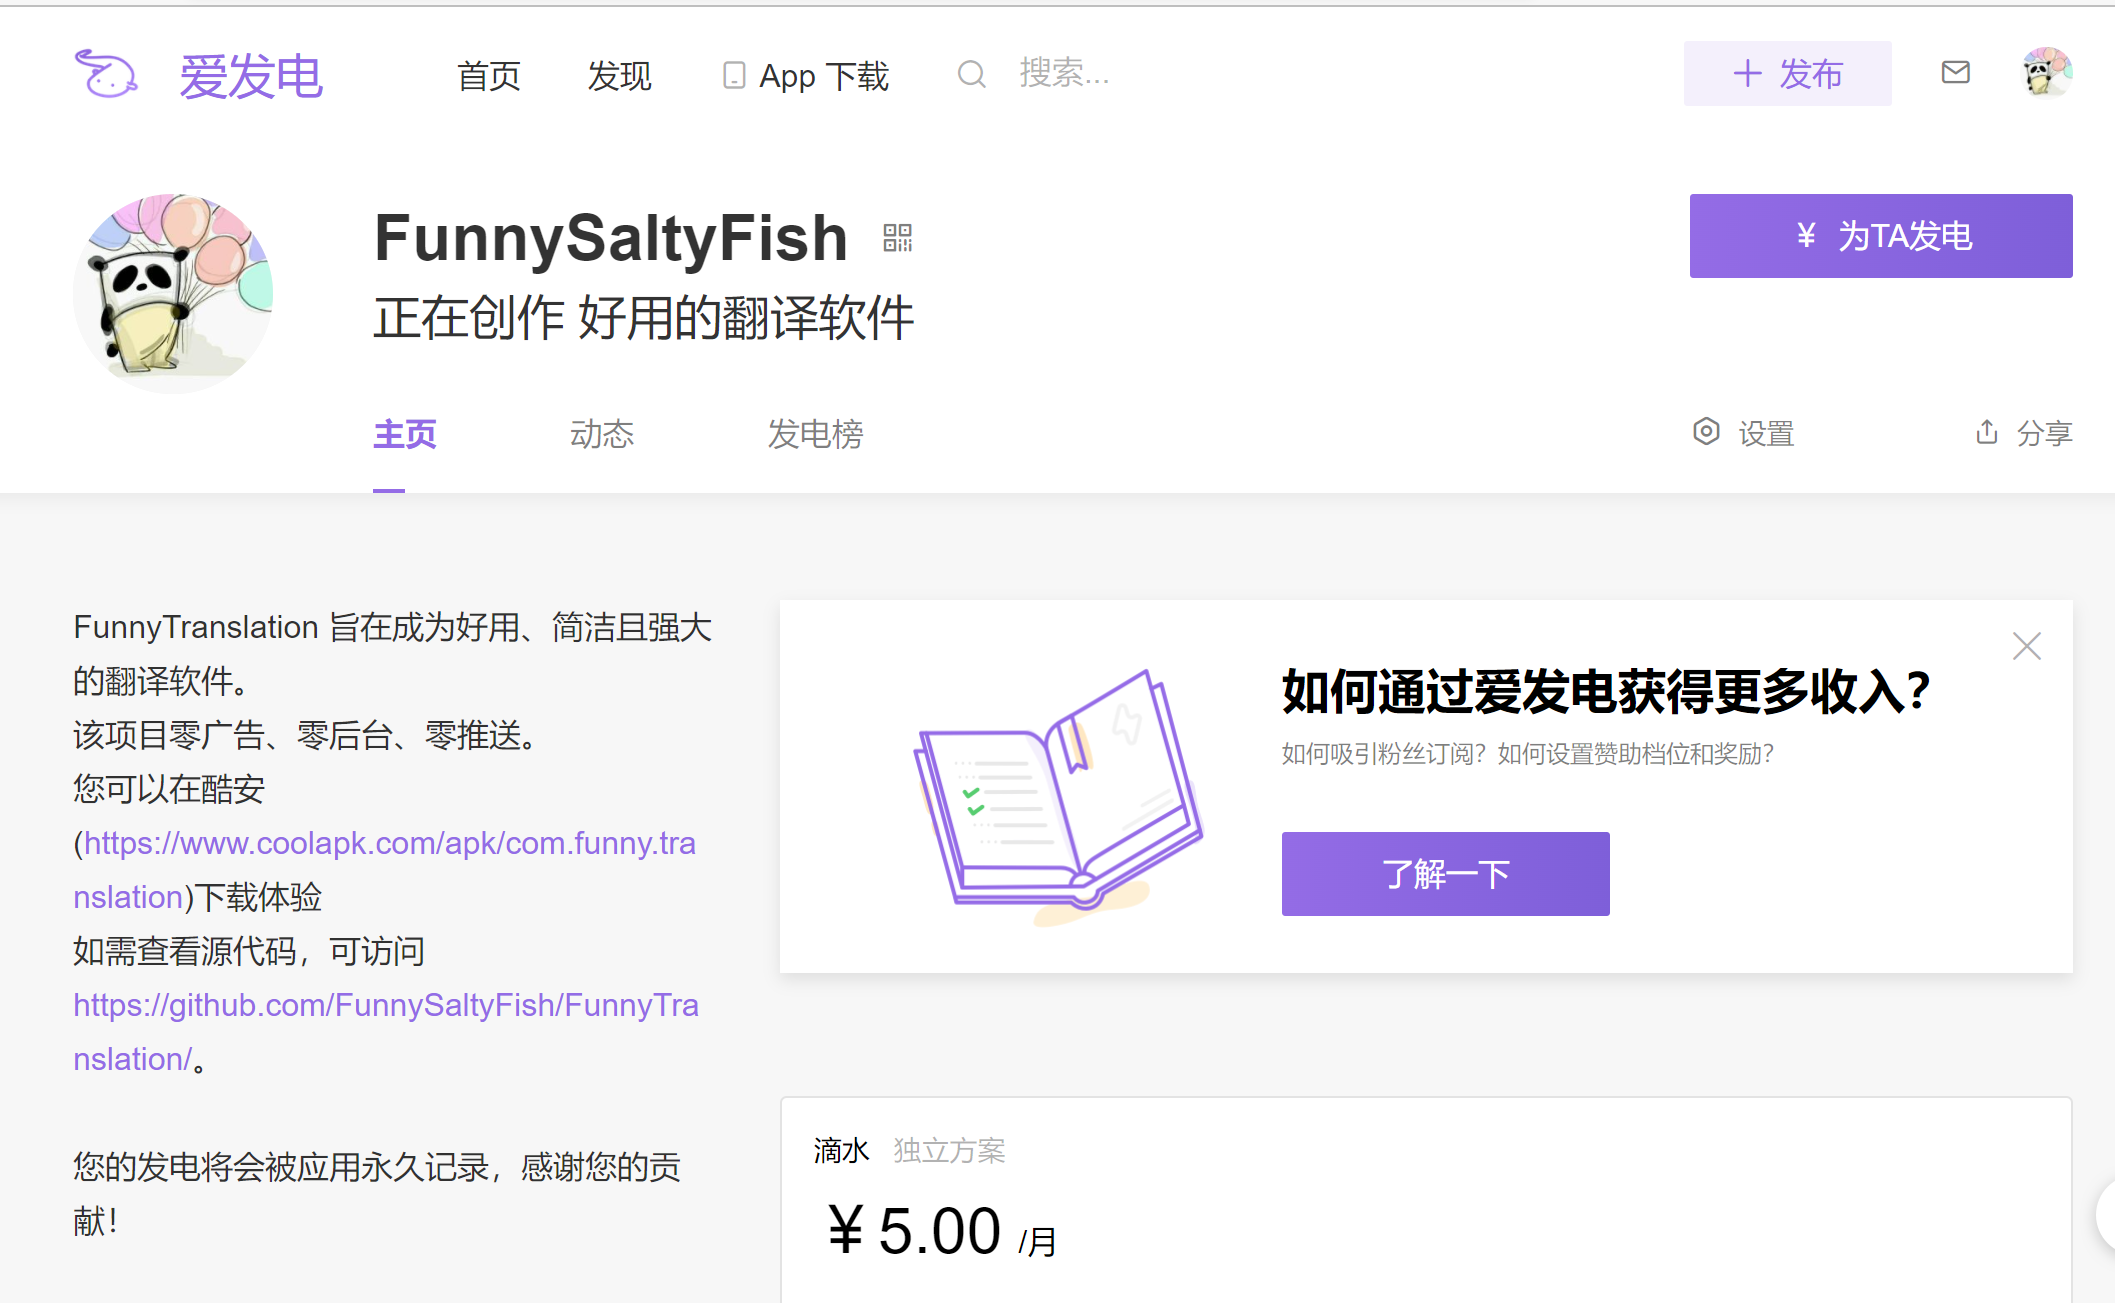 爱发电
首页
发现
App 下载
搜索...
发布
FunnySaltyFish
正在创作 好用的翻译软件
¥ 为TA发电
主页
动态
发电榜
设置
分享
FunnyTranslation 旨在成为好用、简洁且强大
的翻译软件。
该项目零广告、零后台、零推送。
您可以在酷安
(https://www.coolapk.com/apk/com.funny.tra
nslation)下载体验
如需查看源代码，可访问
https://github.com/FunnySaltyFish/FunnyTra
nslation/。
您的发电将会被应用永久记录，感谢您的贡
献！
如何通过爱发电获得更多收入？
如何吸引粉丝订阅？如何设置赞助档位和奖励？
了解一下
滴水 独立方案
¥ 5.00 /月